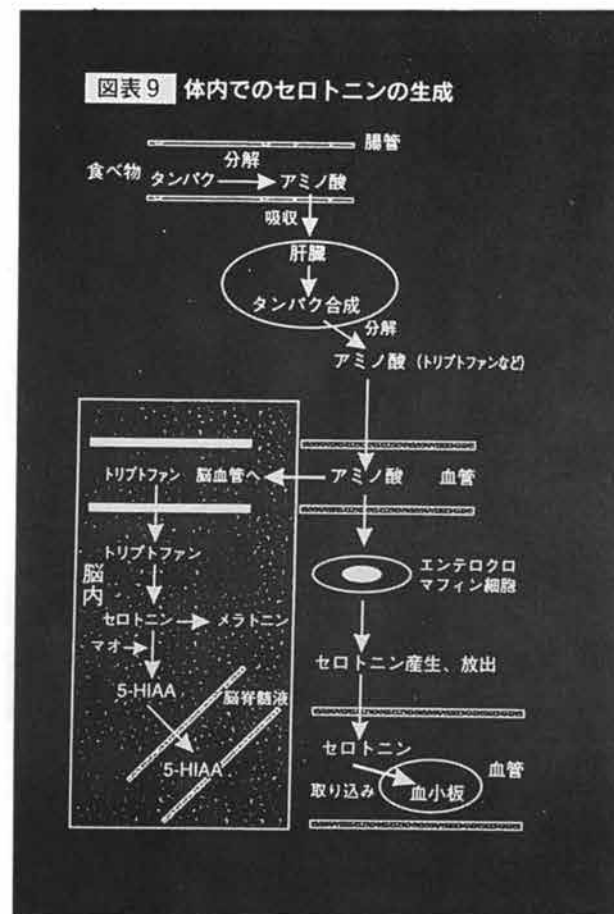 図表9 体内でのセロトニンの生成
腸管
分解
食べ物 タンパク アミノ酸
吸収
肝臓
タンパク合成
分解
アミノ酸 (トリプトファンなど)
トリプトファン 脳血管へ アミノ酸 血管
トリプトファン
脳内
セロトニン メラトニン
マオ
5-HIAA
脳脊髄液
5-HIAA
エンテロクロ
マフィン細胞
セロトニン産生、放出
セロトニン
血管
取り込み 血小板